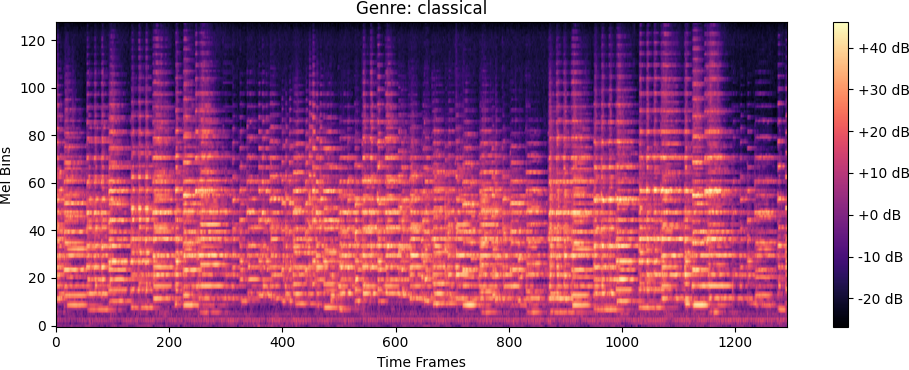 Genre: classical
Mel Bins
120
100
80
60
40
20
0
0 200 400 600 800 1000 1200
Time Frames
+40 dB
+30 dB
+20 dB
+10 dB
+0 dB
-10 dB
-20 dB